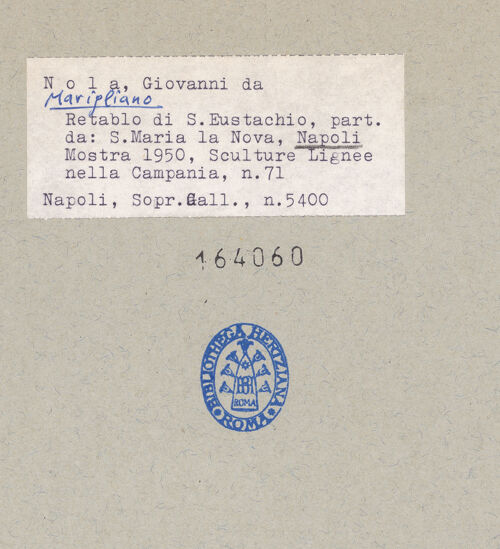 N o l a, Giovanni da
Marigliano
Retablo di S.Eustachio, part.
da: S.Maria la Nova, Napoli
Mostra 1950, Sculture Lignee
nella Campania, n.71
Napoli, Sopr.Gall., n.5400
164060
BIBLIOTHECA HERTZIANA
ROMA
ROMA